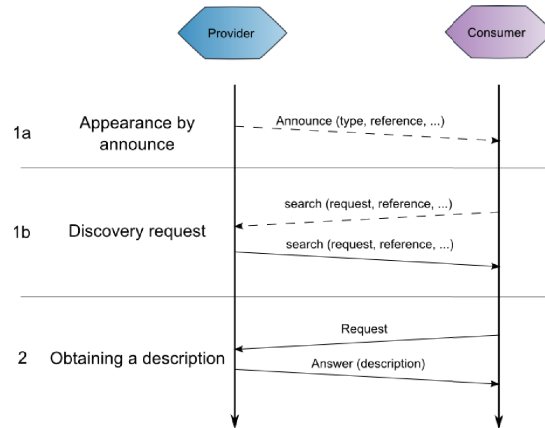 Provider
Consumer
1a
Appearance by
announce
Announce (type, reference, ...)
1b
Discovery request
search (request, reference, ...)
search (request, reference, ...)
2
Obtaining a description
Request
Answer (description)